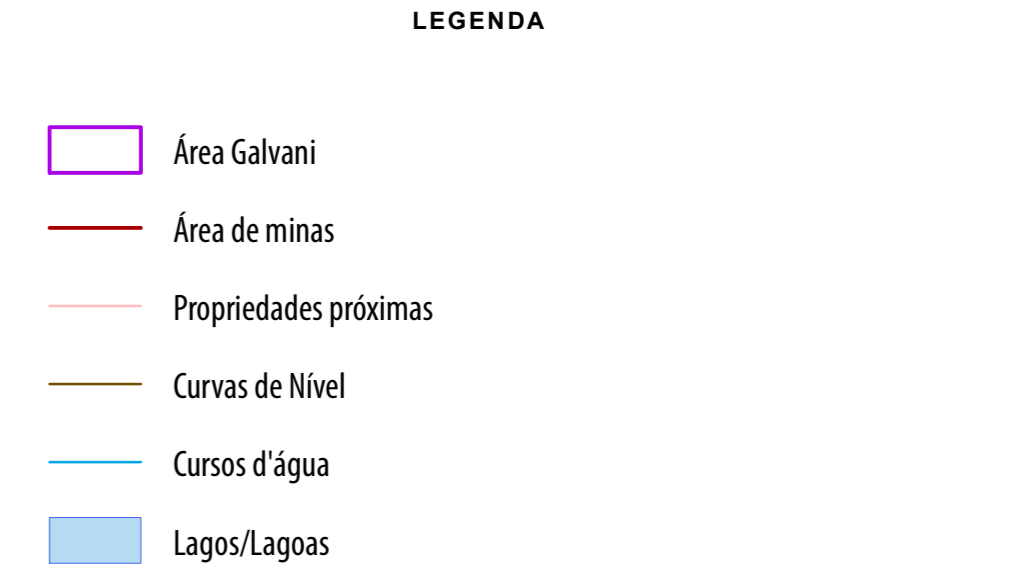 LEGENDA
Área Galvani
Área de minas
Propriedades próximas
Curvas de Nível
Cursos d'água
Lagos/Lagoas